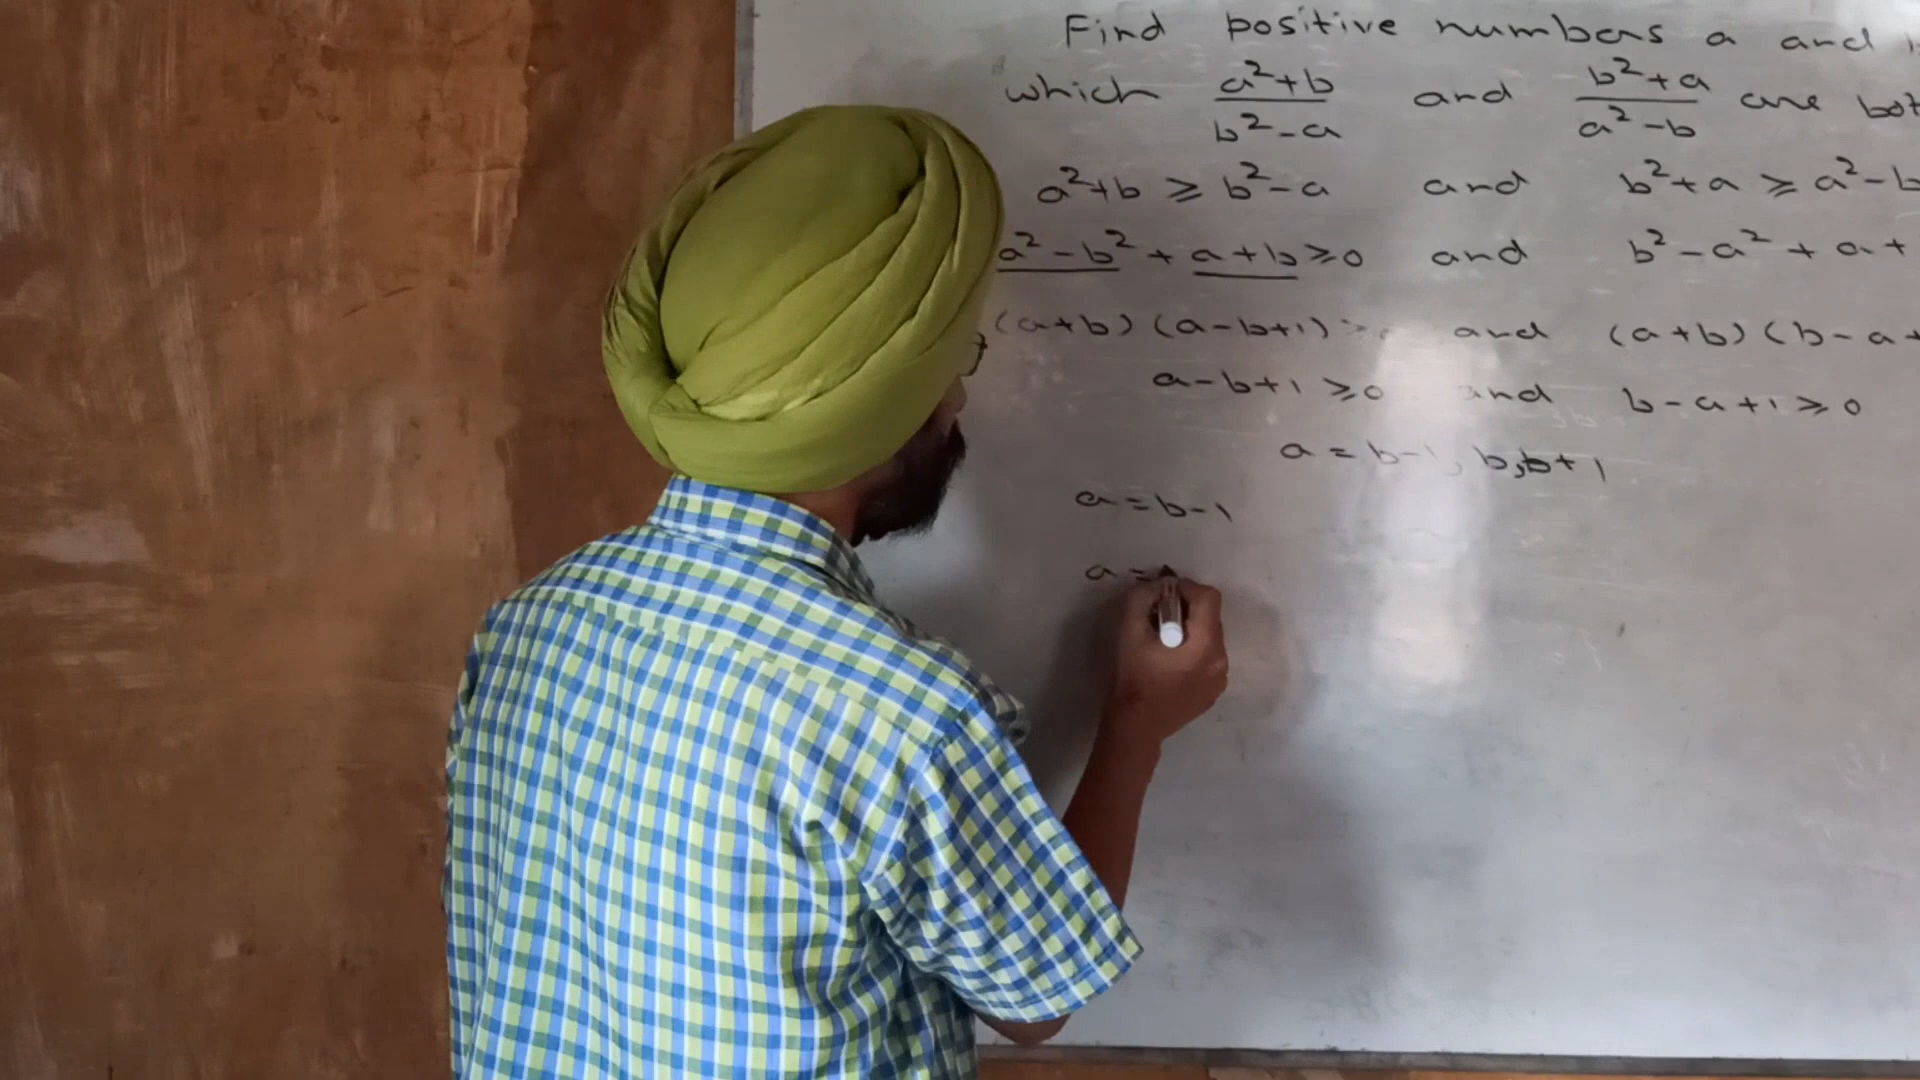 Find positive numbers a and
which (a²+b)/(b²-a) and (b²+a)/(a²-b) are bot
a²+b ≥ b²-a and b²+a ≥ a²-b
a²-b² + a+b ≥ 0 and b²-a² + a+
(a+b) (a-b+1) and (a+b) (b-a+
a-b+1 ≥ 0 and b-a+1 ≥ 0
a = b-1, b, b+1
a = b-1
a =